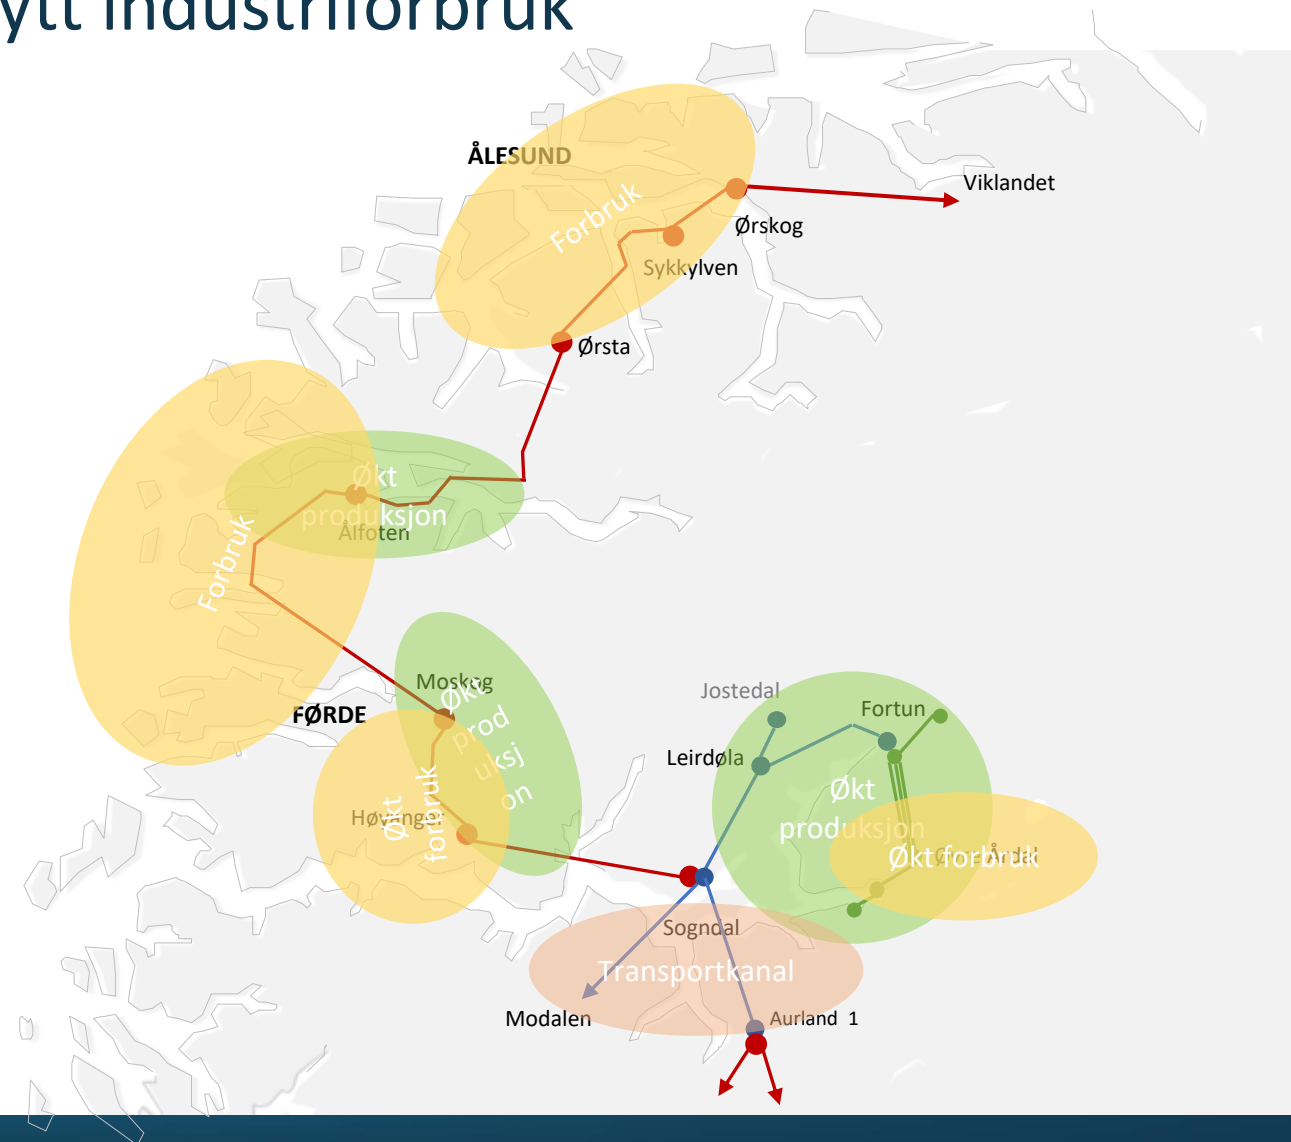 ytt industriforbruk
ÅLESUND
Viklandet
Forbruk
Ørskog
Sykkylven
Ørsta
Økt
produksjon
Ålfoten
Forbruk
Moskog
Økt
prod
uksj
on
FØRDE
Jostedal
Fortun
Leirdøla
Økt
produksjon
Høyanger
Økt
forbruk
Økt forbruk
Sogndal
Transportkanal
Modalen
Aurland 1